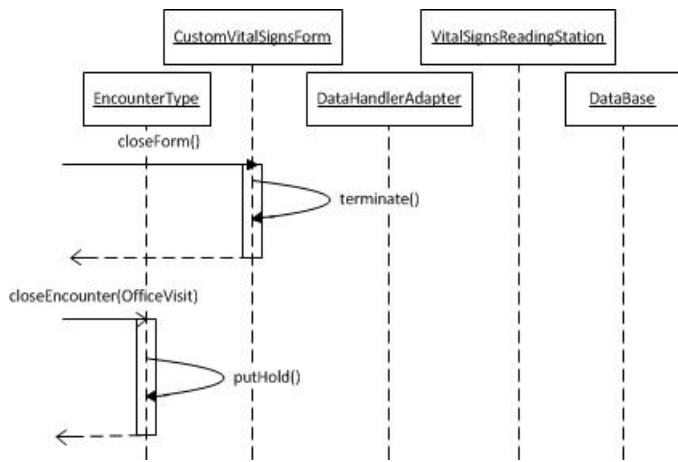 CustomVitalSignsForm
VitalSignsReadingStation
EncounterType
DataHandlerAdapter
DataBase
closeForm()
terminate()
closeEncounter(OfficeVisit)
putHold()